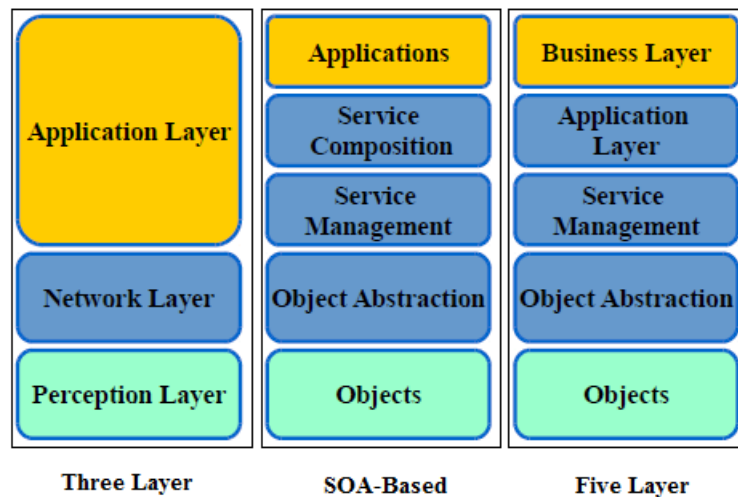 Application Layer
Network Layer
Perception Layer
Three Layer
Applications
Service
Composition
Service
Management
Object Abstraction
Objects
SOA-Based
Business Layer
Application
Layer
Service
Management
Object Abstraction
Objects
Five Layer